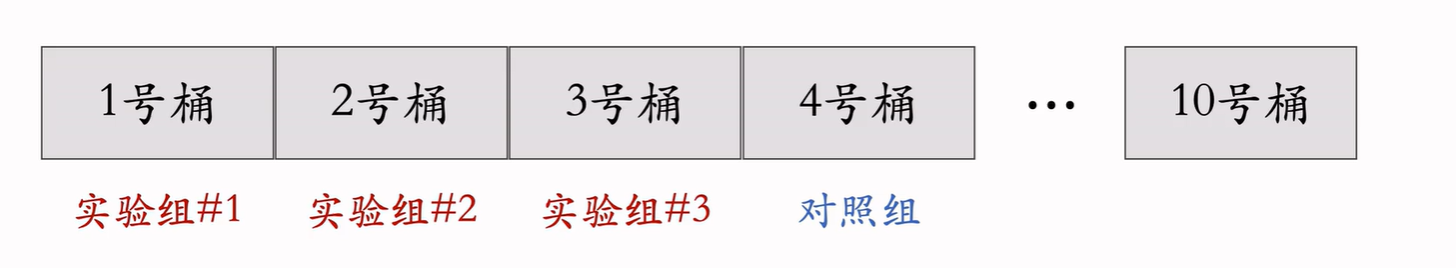 1号桶 2号桶 3号桶 4号桶 ... 10号桶
实验组#1 实验组#2 实验组#3 对照组